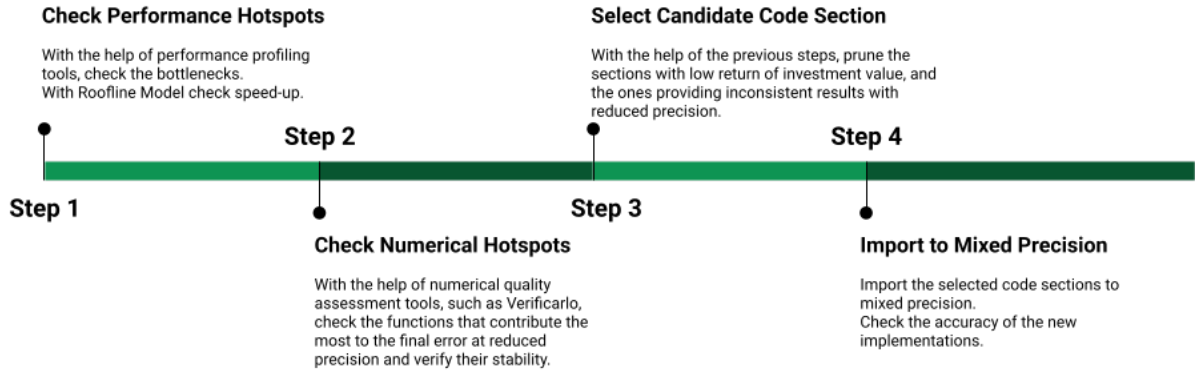 Check Performance Hotspots
With the help of performance profiling
tools, check the bottlenecks.
With Roofline Model check speed-up.
Step 1
Step 2
Check Numerical Hotspots
With the help of numerical quality
assessment tools, such as Verificarlo,
check the functions that contribute the
most to the final error at reduced
precision and verify their stability.
Select Candidate Code Section
With the help of the previous steps, prune the
sections with low return of investment value, and
the ones providing inconsistent results with
reduced precision.
Step 3
Step 4
Import to Mixed Precision
Import the selected code sections to
mixed precision.
Check the accuracy of the new
implementations.